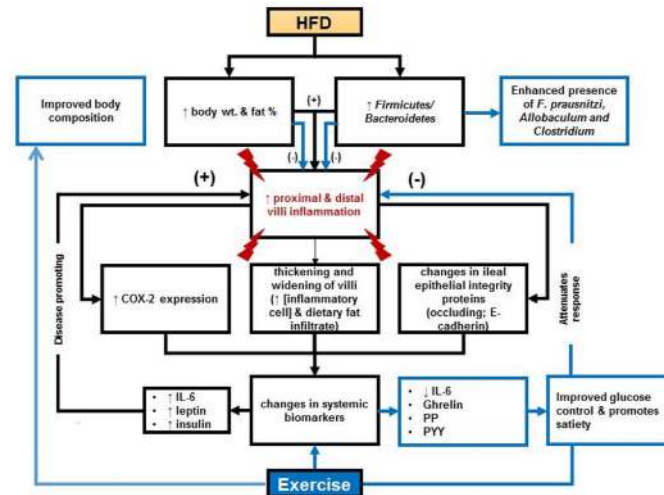 HFD
Improved body
composition
↑ body wt. & fat %
(+)
↑ Firmicutes/
Bacteroidetes
Enhanced presence
of F. prausnitzi,
Allobaculum and
Clostridium
(-)
(-)
(+)
↑ proximal & distal
villi inflammation
(-)
Disease promoting
↑ COX-2 expression
thickening and
widening of villi
(↑ [inflammatory
cell] & dietary fat
infiltrate)
changes in ileal
epithelial integrity
proteins
(occluding; E-
cadherin)
Attenuates
response
• ↑ IL-6
• ↑ leptin
• ↑ insulin
changes in systemic
biomarkers
• ↓ IL-6
• Ghrelin
• PP
• PYY
Improved glucose
control & promotes
satiety
Exercise